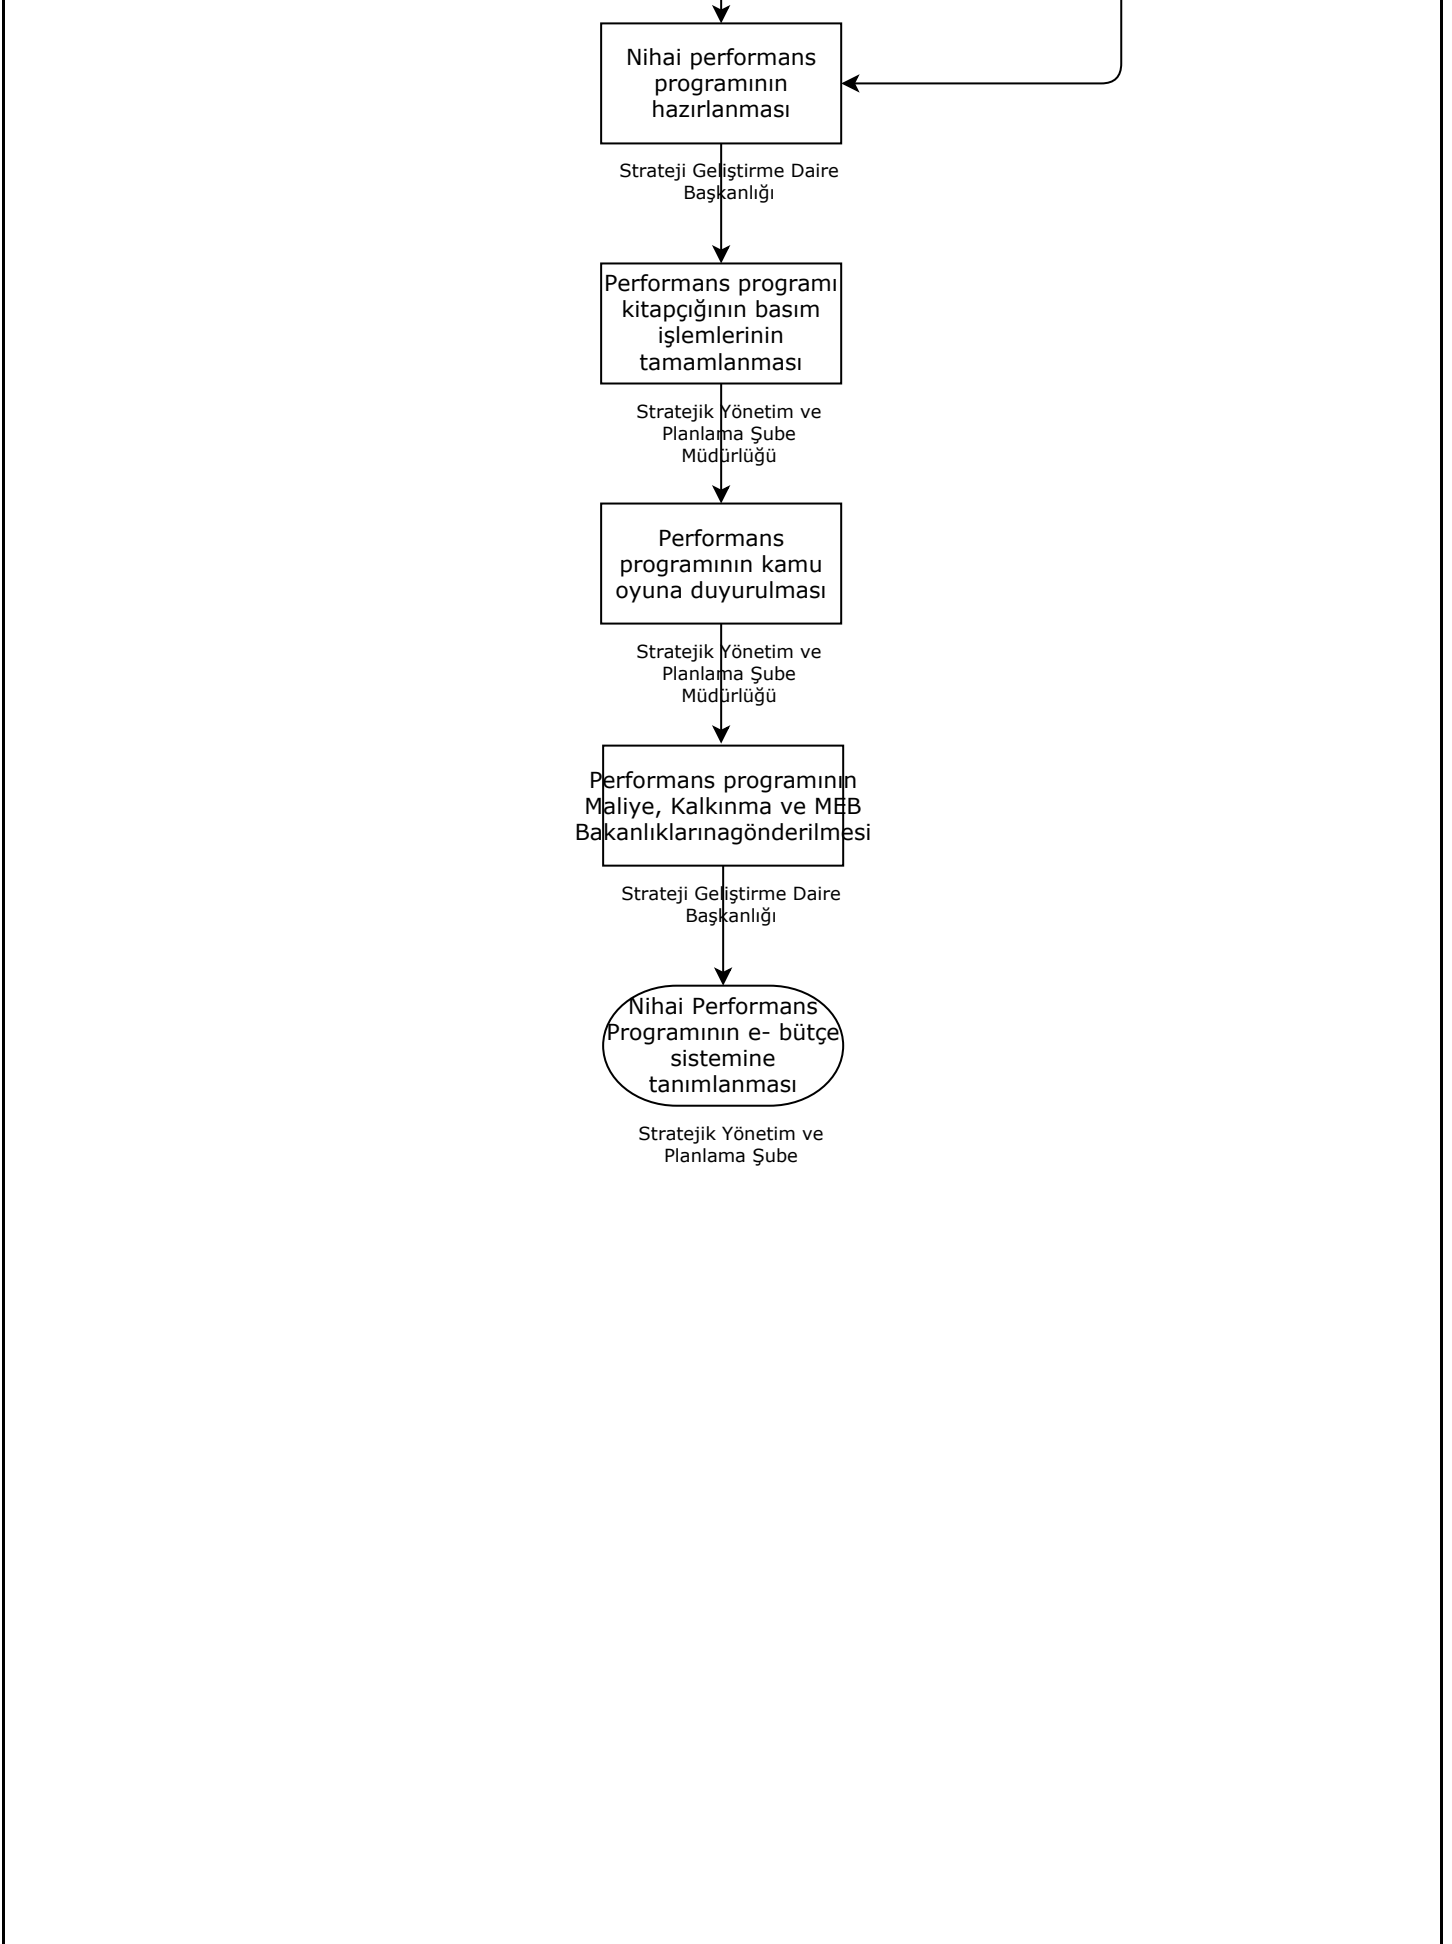 Nihai performans
programının
hazırlanması
Strateji Geliştirme Daire
Başkanlığı
Performans programı
kitapçığının basım
işlemlerinin
tamamlanması
Stratejik Yönetim ve
Planlama Şube
Müdürlüğü
Performans
programının kamu
oyuna duyurulması
Stratejik Yönetim ve
Planlama Şube
Müdürlüğü
Performans programının
Maliye, Kalkınma ve MEB
Bakanlıklarınagönderilmesi
Strateji Geliştirme Daire
Başkanlığı
Nihai Performans
Programının e- bütçe
sistemine
tanımlanması
Stratejik Yönetim ve
Planlama Şube